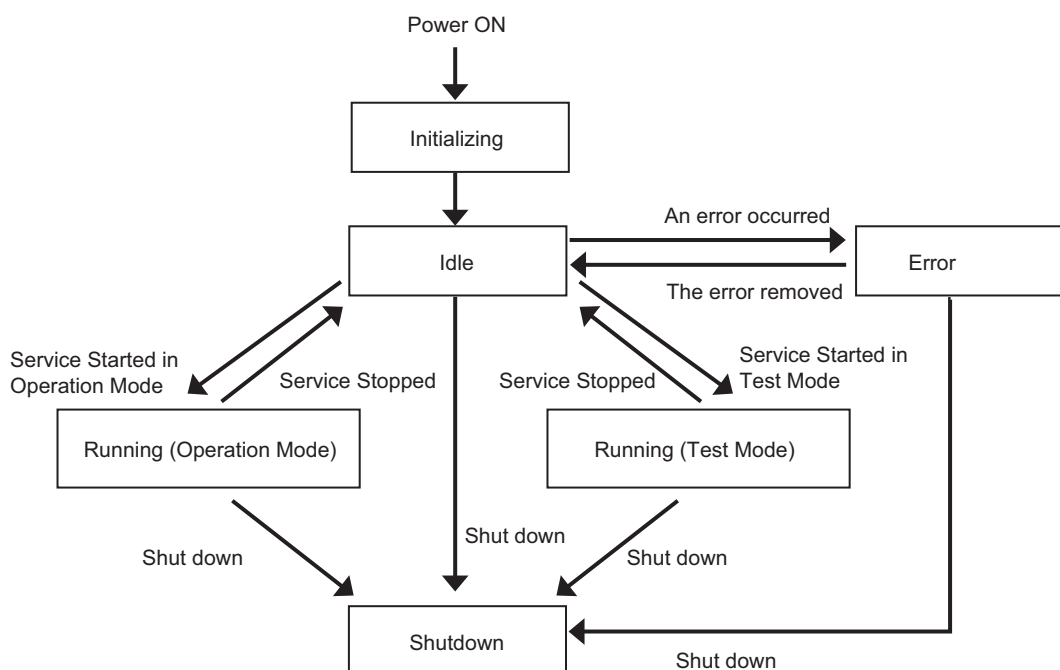 Power ON
Initializing
An error occurred
Idle
Error
The error removed
Service Started in
Operation Mode
Service Stopped
Service Stopped
Service Started in
Test Mode
Running (Operation Mode)
Running (Test Mode)
Shut down
Shut down
Shut down
Shutdown
Shut down